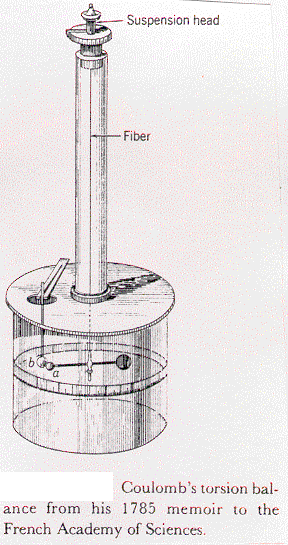 Suspension head
Fiber
b
a
Coulomb's torsion bal-
ance from his 1785 memoir to the
French Academy of Sciences.